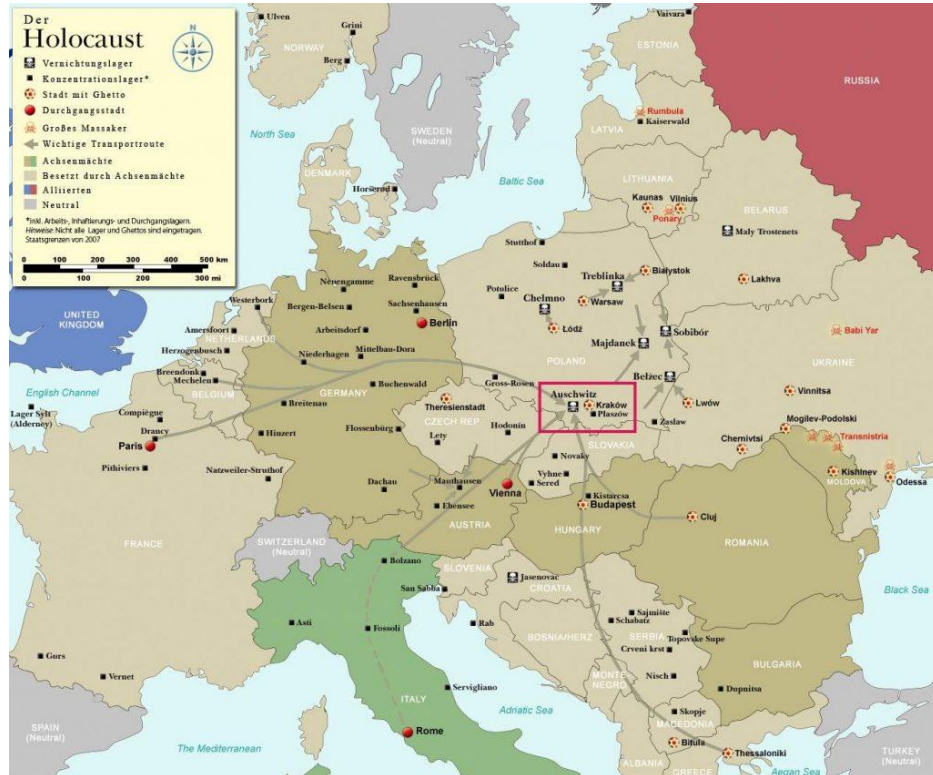 Der
Holocaust
Vernichtungslager
Konzentrationslager*
Stadt mit Ghetto
Durchgangsstadt
Großes Massaker
Wichtige Transportroute
Achsenmächte
Besetzt durch Achsenmächte
Alliierten
Neutral
*inkl. Arbeits-, Inhaftierungs- und Durchgangslagern.
Hinweise: Nicht alle Lager und Ghettos sind eingetragen.
Staatsgrenzen von 2007
0 100 200 300 400 500 km
0 300 mi
Ulven
Grini
Berg
NORWAY
North Sea
SWEDEN
(Neutral)
Vaivara
ESTONIA
RUSSIA
Rumbula
Kaiserwald
LATVIA
Baltic Sea
LITHUANIA
Kaunas
Vilnius
Ponary
BELARUS
Maly Trostenets
Lakhva
DENMARK
Horserød
UNITED
KINGDOM
English Channel
Lager Sylt
(Alderney)
Westerbork
Amersfoort
NETHERLANDS
Herzogenbusch
Breendonk
Mechelen
BELGIUM
Compiègne
Drancy
Paris
Pithiviers
Natzweiler-Struthof
FRANCE
Gurs
Vernet
SPAIN
(Neutral)
Neuengamme
Ravensbrück
Bergen-Belsen
Sachsenhausen
Arbeitsdorf
Berlin
Niederhagen
Mittelbau-Dora
Buchenwald
GERMANY
Breitenau
Hinzert
Flossenbürg
Dachau
Stutthof
Soldau
Potulice
Treblinka
Bialystok
Chelmno
Warsaw
Łódź
Sobibór
Majdanek
POLAND
Bełżec
Gross-Rosen
Auschwitz
Kraków
Płaszów
Lwów
Zaslaw
Babi Yar
UKRAINE
Vinnitsa
Mogilev-Podolski
Chernivtsi
Transnistria
Kishinev
MOLDOVA
Odessa
Theresienstadt
CZECH REP
Lety
Hodonín
SLOVAKIA
Novaky
Vyhne
Sered
Mauthausen
Vienna
Ebensee
AUSTRIA
Kistarcsa
Budapest
HUNGARY
Cluj
ROMANIA
SWITZERLAND
(Neutral)
Bolzano
SLOVENIA
San Sabba
Jasenovac
CROATIA
Asti
Fossoli
Rab
BOSNIA/HERZ
Sajmište
Schabatz
SERBIA
Topovske Supe
Crveni krst
Nisch
MONTE-
NEGRO
BULGARIA
Dupnitsa
Black Sea
ITALY
Servigliano
Adriatic Sea
Rome
The Mediterranean
Skopje
MACEDONIA
Bitula
ALBANIA
GREECE
Thessaloniki
Aegean Sea
TURKEY
(Neutral)